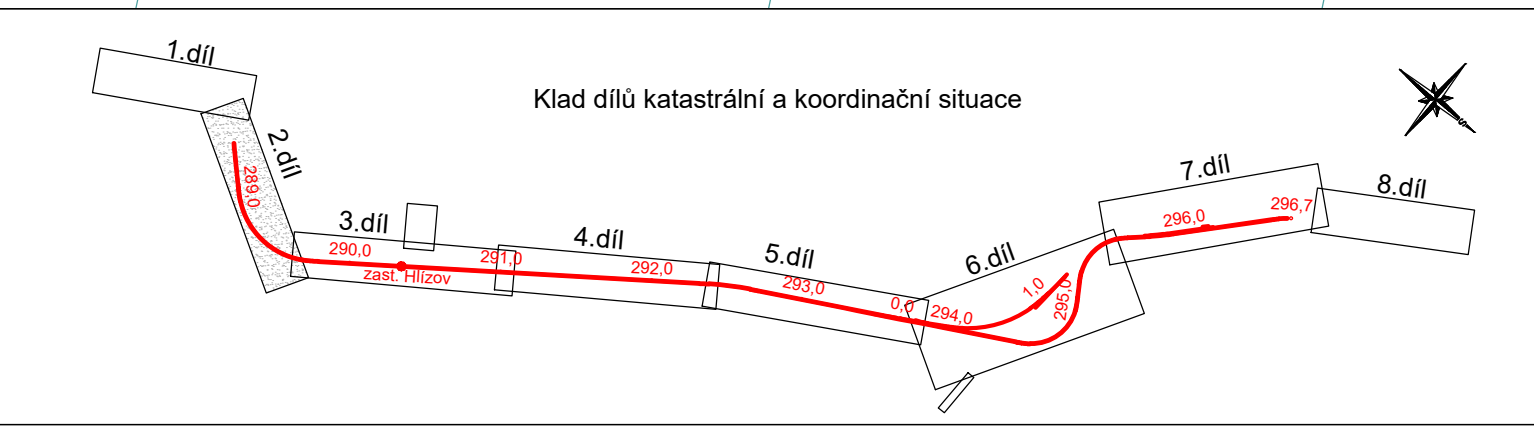 1.díl
Klad dílů katastrální a koordinační situace
S
2.díl
289,0
3.díl
290,0
zast. Hlízov
291,0
4.díl
292,0
5.díl
293,0
0,0
294,0
6.díl
1,0
295,0
7.díl
296,0
296,7
8.díl